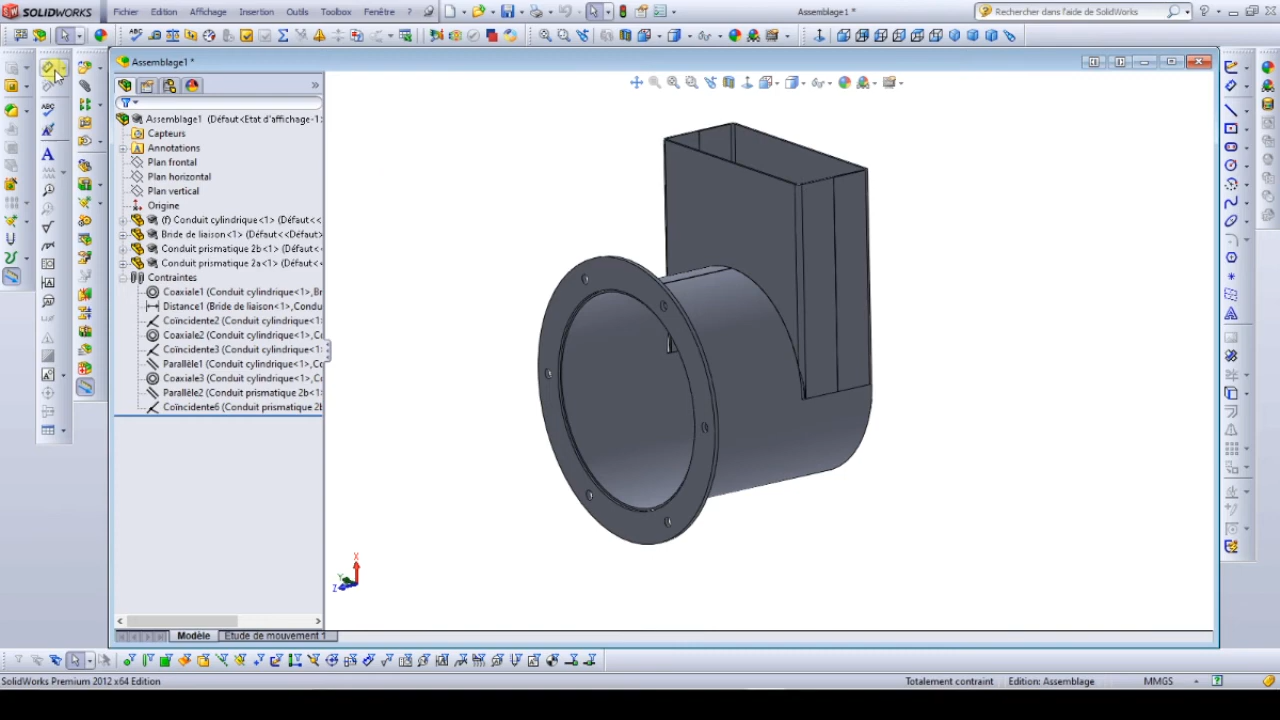 SOLIDWORKS
Fichier Edition Affichage Insertion Outils Toolbox Fenêtre ?
Assemblage1 *
Rechercher dans l'aide de SolidWorks
Assemblage1 *
Assemblage1 (Défaut<Etat d'affichage-1>
Capteurs
Annotations
Plan frontal
Plan horizontal
Plan vertical
Origine
(f) Conduit cylindrique<1> (Défaut<<
Bride de liaison<1> (Défaut<<Défaut>
Conduit prismatique 2b<1> (Défaut<
Conduit prismatique 2a<1> (Défaut<<
Contraintes
Coaxiale1 (Conduit cylindrique<1>,Br
Distance1 (Bride de liaison<1>,Condu
Coïncidente2 (Conduit cylindrique<1>
Coaxiale2 (Conduit cylindrique<1>,Co
Coïncidente3 (Conduit cylindrique<1>
Parallèle1 (Conduit cylindrique<1>,Co
Coaxiale3 (Conduit cylindrique<1>,Co
Parallèle2 (Conduit prismatique 2b<1>
Coïncidente6 (Conduit prismatique 2b
X
Y
Z
Modèle Etude de mouvement 1
SolidWorks Premium 2012 x64 Edition
Totalement contraint Edition: Assemblage MMGS